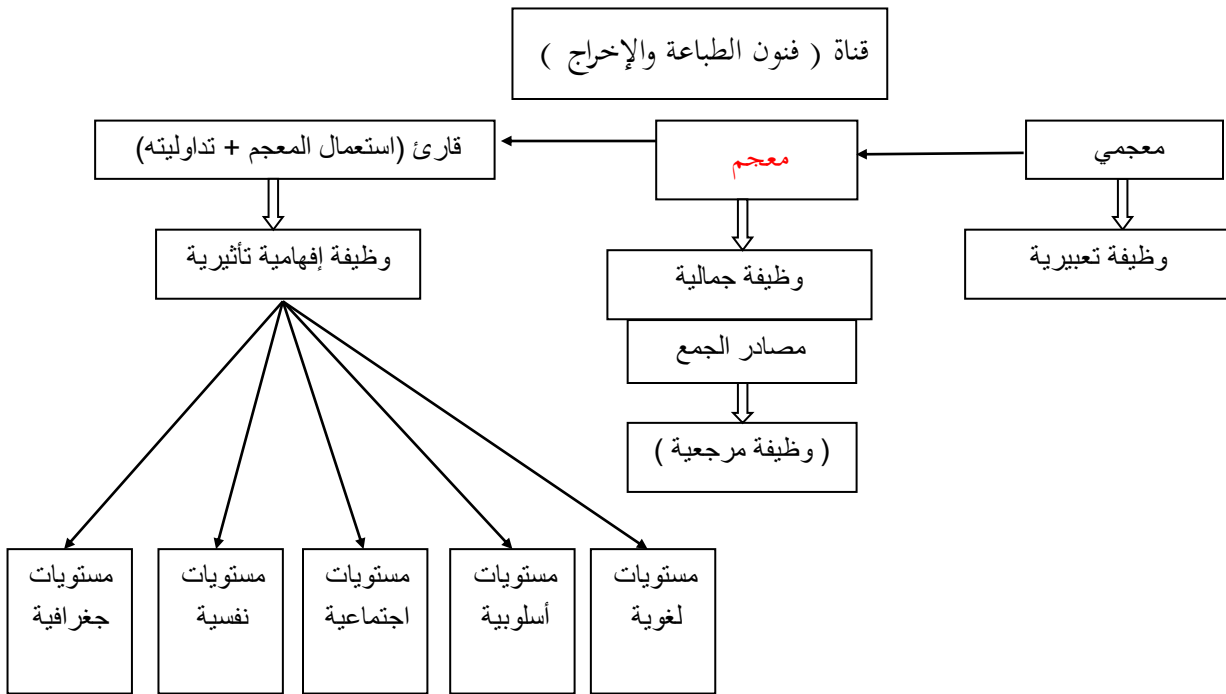 قناة ( فنون الطباعة والإخراج )
معجمي
معجم
قارئ (استعمال المعجم + تداوليته)
وظيفة تعبيرية
وظيفة جمالية
وظيفة إفهامية تأثيرية
مصادر الجمع
( وظيفة مرجعية )
مستويات
لغوية
مستويات
أسلوبية
مستويات
اجتماعية
مستويات
نفسية
مستويات
جغرافية